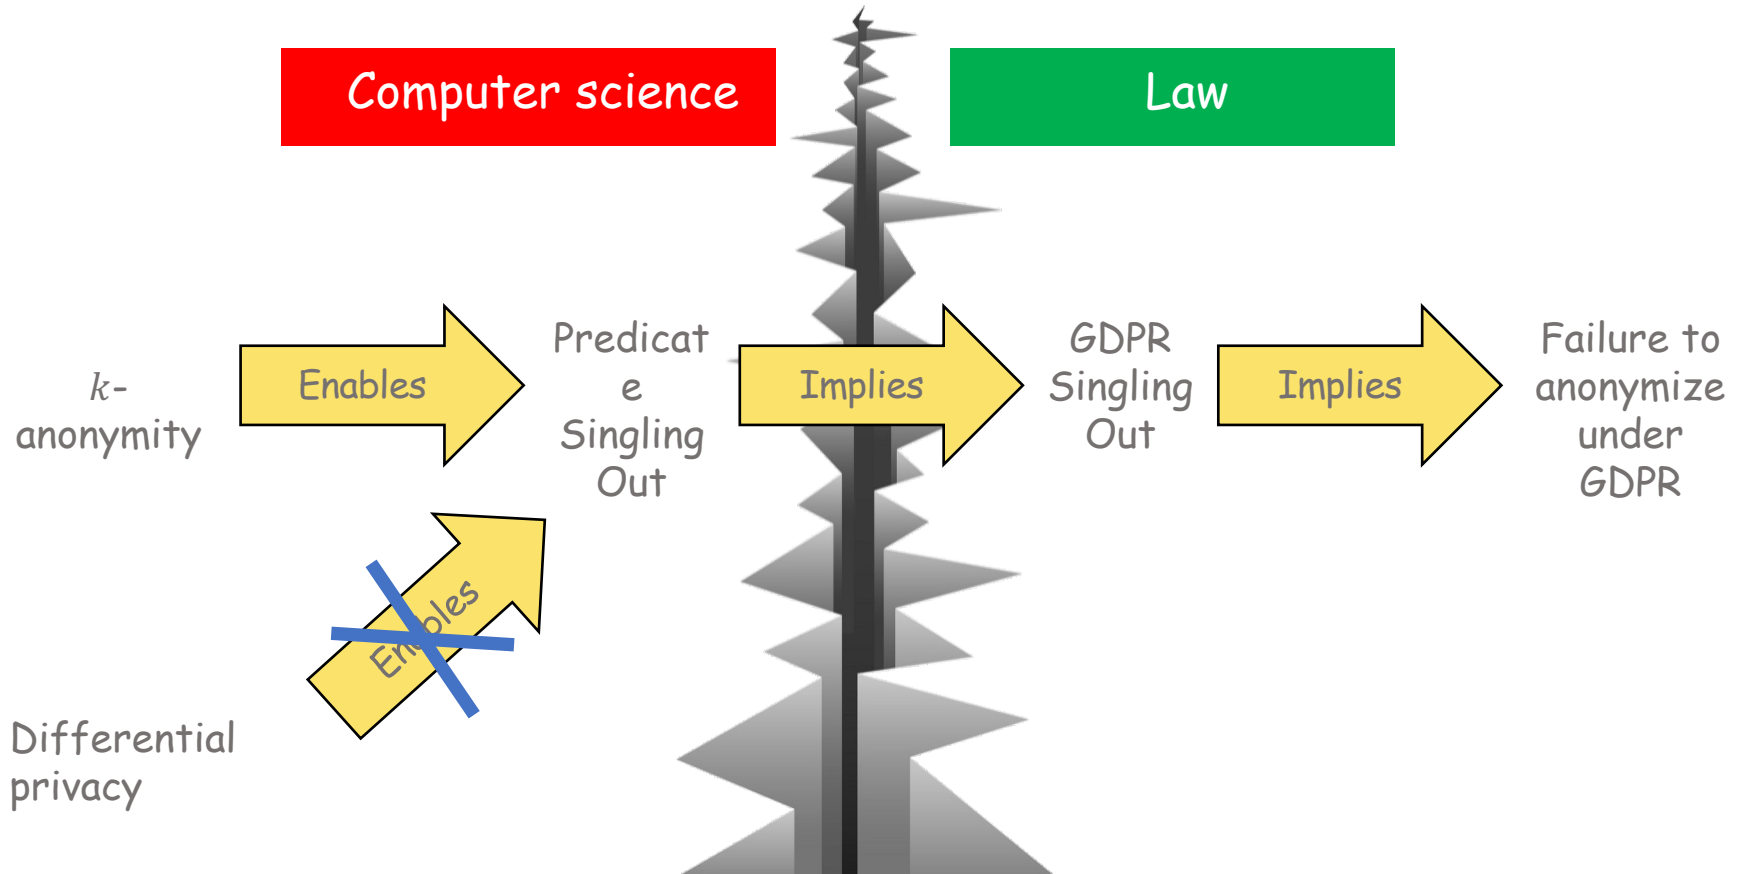 Computer science
Law
k-
anonymity
Enables
Predicat
e
Singling
Out
Implies
GDPR
Singling
Out
Implies
Failure to
anonymize
under
GDPR
Enables
Differential
privacy